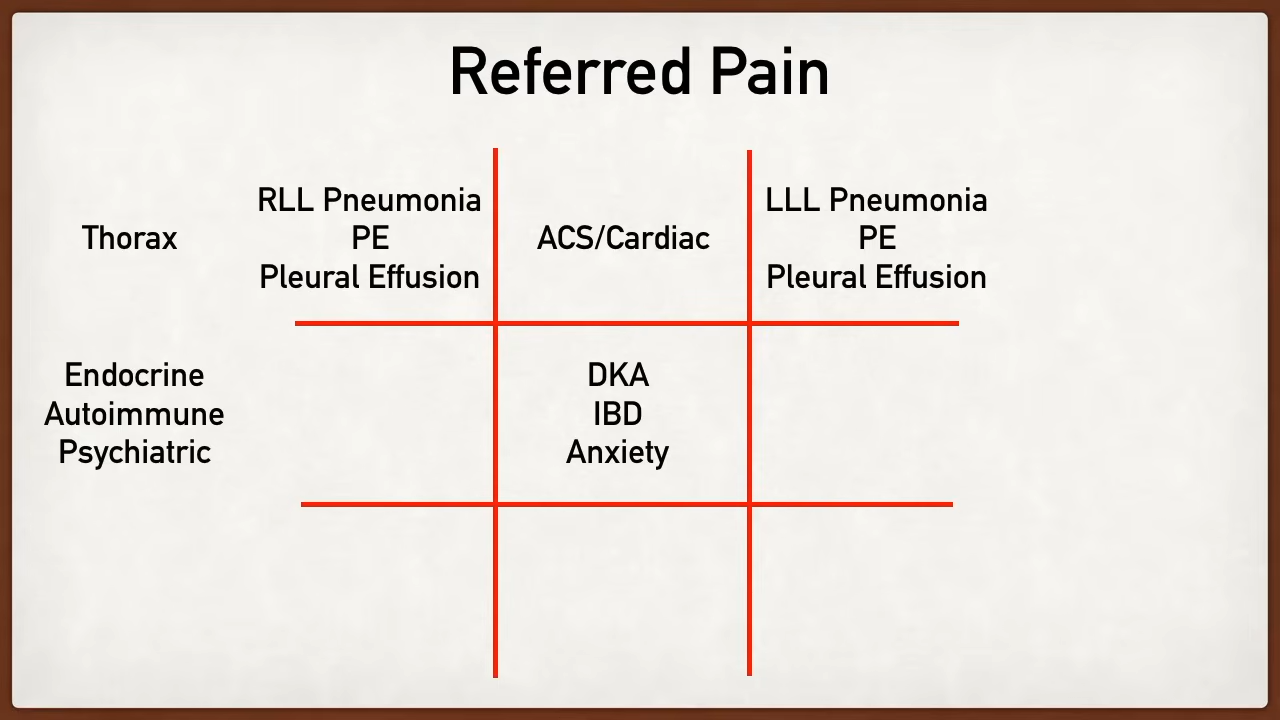 Referred Pain
Thorax
RLL Pneumonia
PE
Pleural Effusion
ACS/Cardiac
LLL Pneumonia
PE
Pleural Effusion
Endocrine
Autoimmune
Psychiatric
DKA
IBD
Anxiety